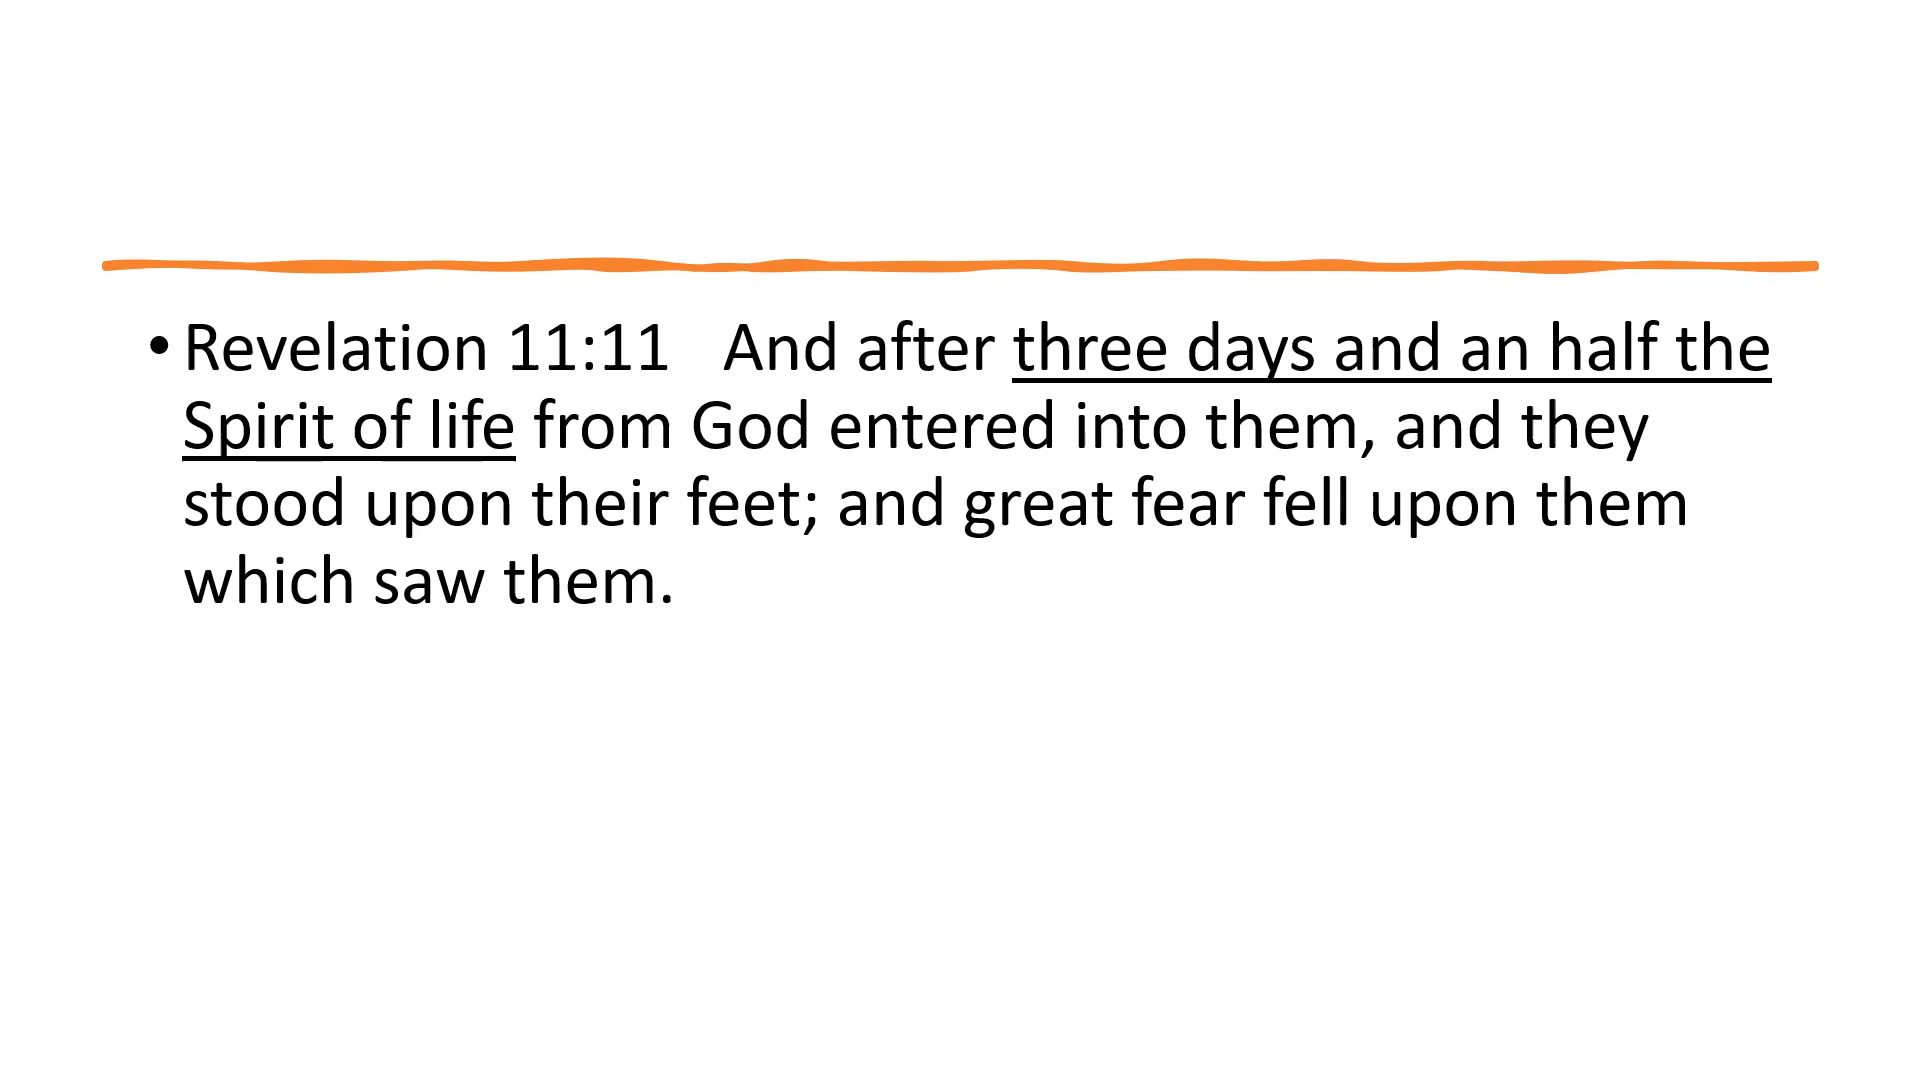 • Revelation 11:11   And after three days and an half the
Spirit of life from God entered into them, and they
stood upon their feet; and great fear fell upon them
which saw them.